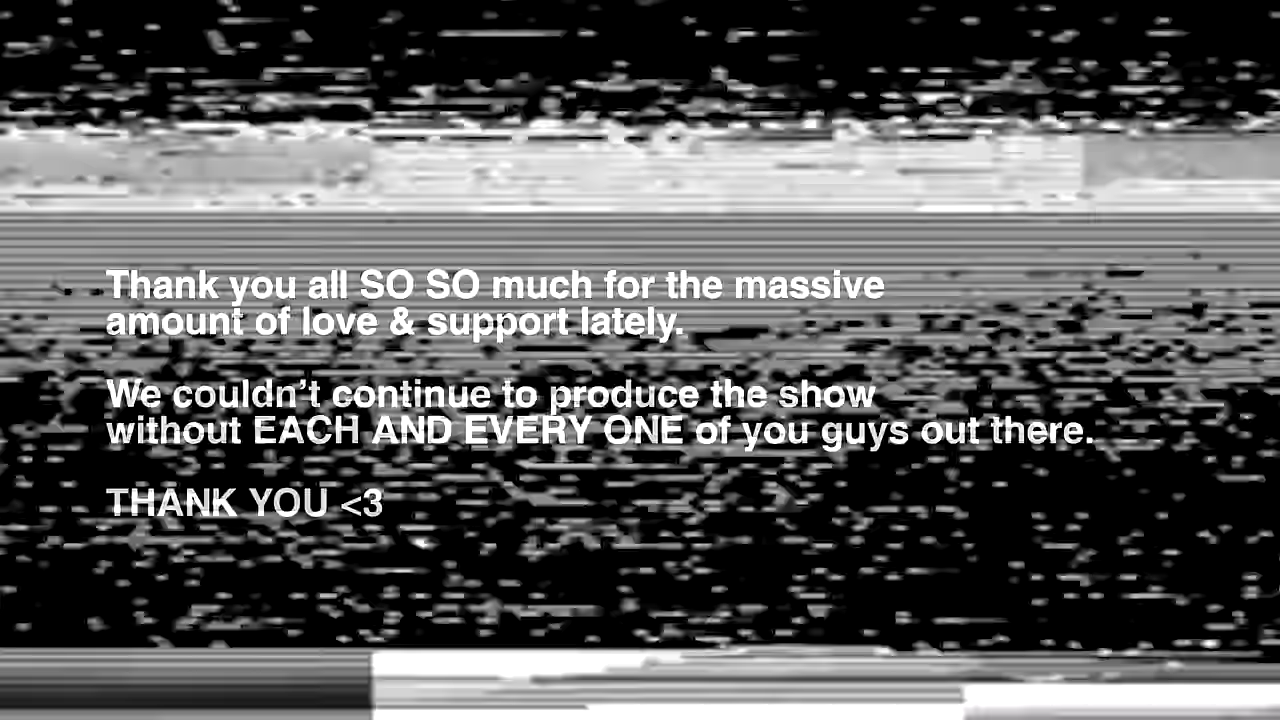 Thank you all SO SO much for the massive
amount of love & support lately.
We couldn’t continue to produce the show
without EACH AND EVERY ONE of you guys out there.
THANK YOU <3